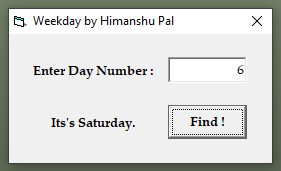 Weekday by Himanshu Pal
Enter Day Number : 6
Its's Saturday. Find !